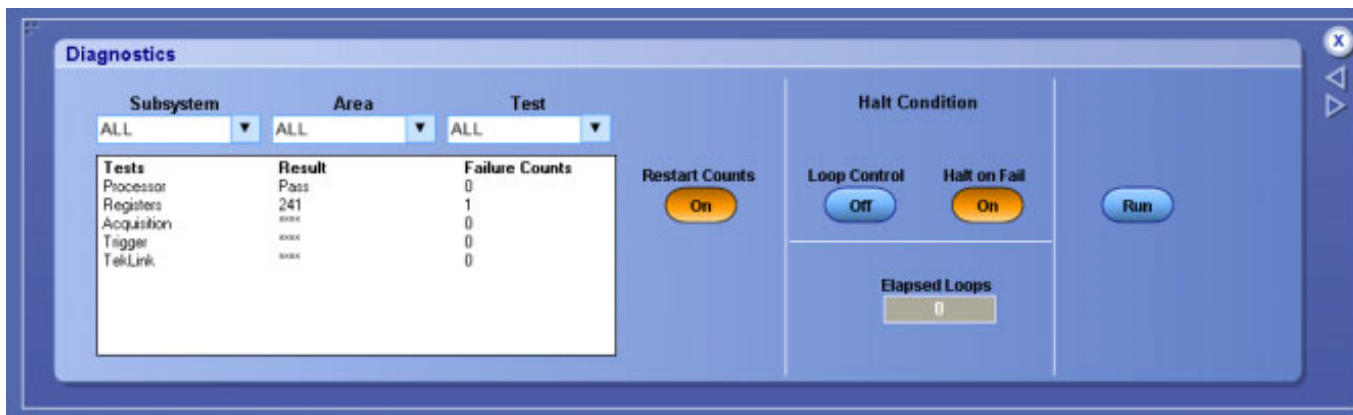 Diagnostics
X
Subsystem Area Test
ALL ALL ALL
Tests Result Failure Counts
Processor Pass 0
Registers 241 1
Acquisition **** 0
Trigger **** 0
TekLink **** 0
Restart Counts
On
Halt Condition
Loop Control Halt on Fail
Off On
Elapsed Loops
0
Run